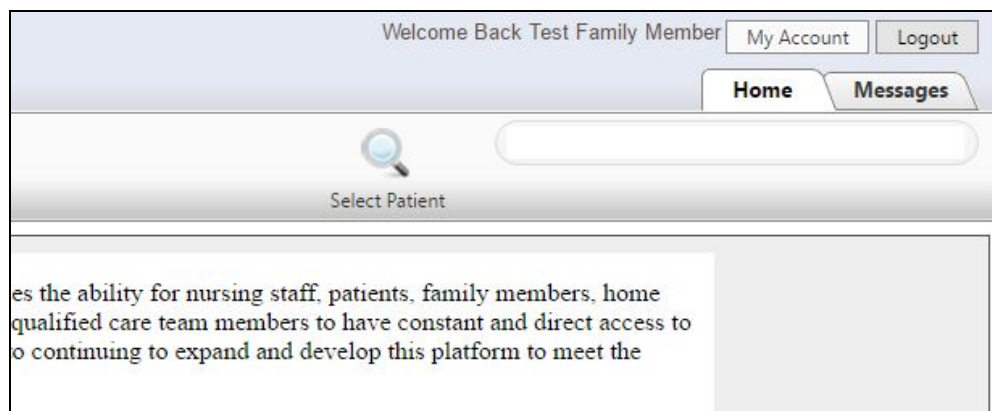 Welcome Back Test Family Member My Account Logout
Home Messages
Select Patient
es the ability for nursing staff, patients, family members, home
qualified care team members to have constant and direct access to
o continuing to expand and develop this platform to meet the